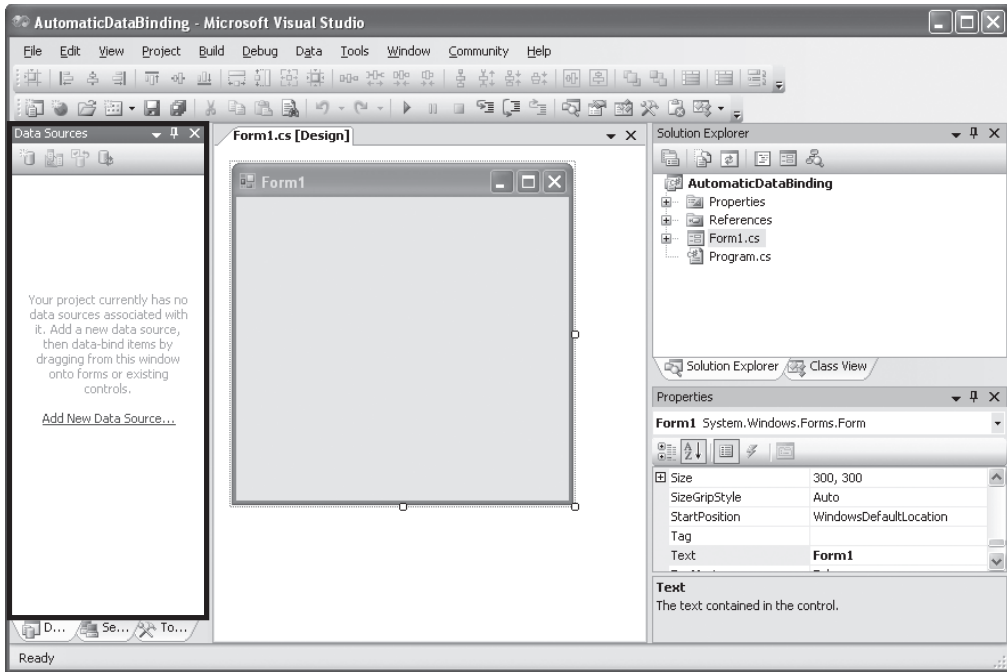 AutomaticDataBinding - Microsoft Visual Studio
File Edit View Project Build Debug Data Tools Window Community Help
Data Sources
Your project currently has no
data sources associated with
it. Add a new data source,
then data-bind items by
dragging from this window
onto forms or existing
controls.
Add New Data Source...
D... Se... To...
Form1.cs [Design]
Form1
Solution Explorer
AutomaticDataBinding
Properties
References
Form1.cs
Program.cs
Solution Explorer Class View
Properties
Form1 System.Windows.Forms.Form
Size 300, 300
SizeGripStyle Auto
StartPosition WindowsDefaultLocation
Tag
Text Form1
Text
The text contained in the control.
Ready